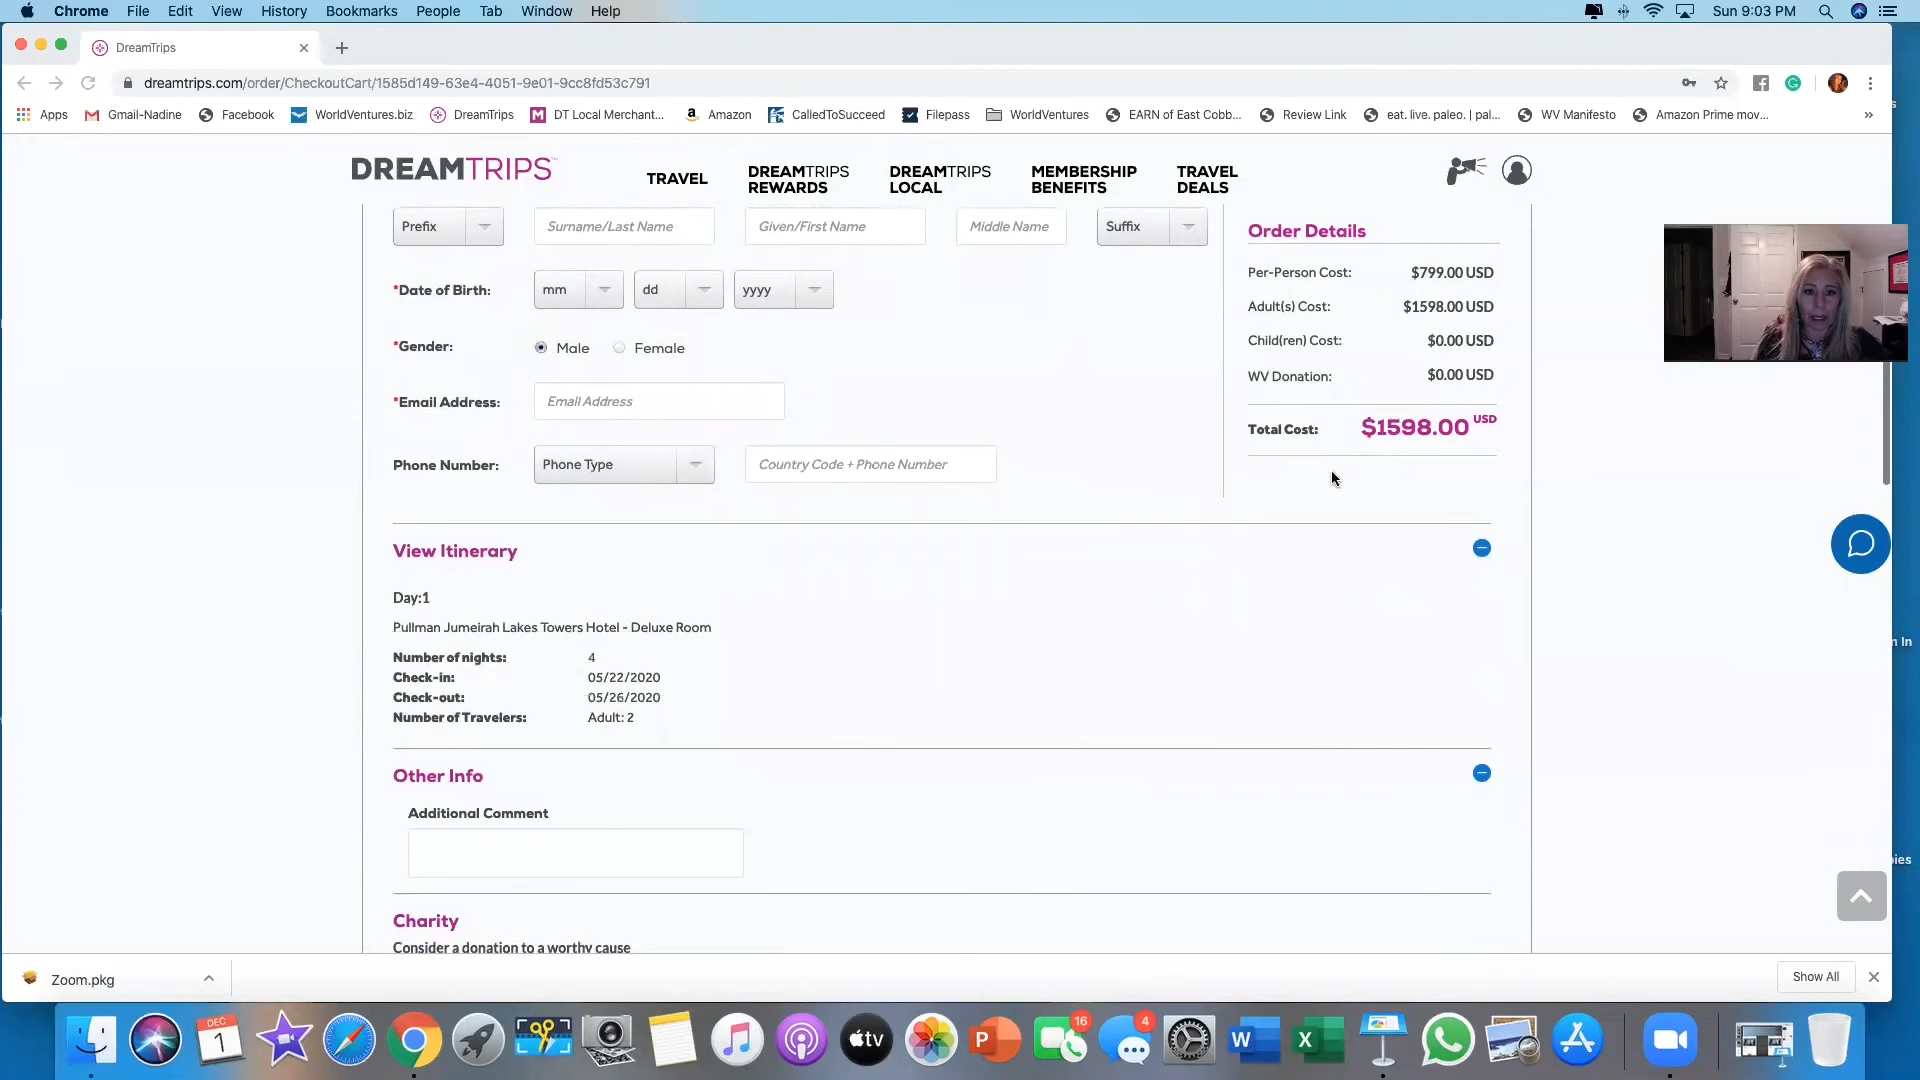 Chrome File Edit View History Bookmarks People Tab Window Help Sun 9:03 PM
DreamTrips
dreamtrips.com/order/CheckoutCart/1585d149-63e4-4051-9e01-9cc8fd53c791
Apps Gmail-Nadine Facebook WorldVentures.biz DreamTrips DT Local Merchant... Amazon CalledToSucceed Filepass WorldVentures EARN of East Cobb... Review Link eat. live. paleo. | pal... WV Manifesto Amazon Prime mov... »
DREAMTRIPS™
TRAVEL
DREAMTRIPS
REWARDS
DREAMTRIPS
LOCAL
MEMBERSHIP
BENEFITS
TRAVEL
DEALS
Prefix Surname/Last Name Given/First Name Middle Name Suffix
*Date of Birth: mm dd yyyy
*Gender: Male Female
*Email Address: Email Address
Phone Number: Phone Type Country Code + Phone Number
Order Details
Per-Person Cost: $799.00 USD
Adult(s) Cost: $1598.00 USD
Child(ren) Cost: $0.00 USD
WV Donation: $0.00 USD
Total Cost: $1598.00 USD
View Itinerary
Day:1
Pullman Jumeirah Lakes Towers Hotel - Deluxe Room
Number of nights: 4
Check-in: 05/22/2020
Check-out: 05/26/2020
Number of Travelers: Adult: 2
n In
Other Info
Additional Comment
Charity
Consider a donation to a worthy cause
Zoom.pkg Show All
DEC
1
tv
P
16
4
W
X